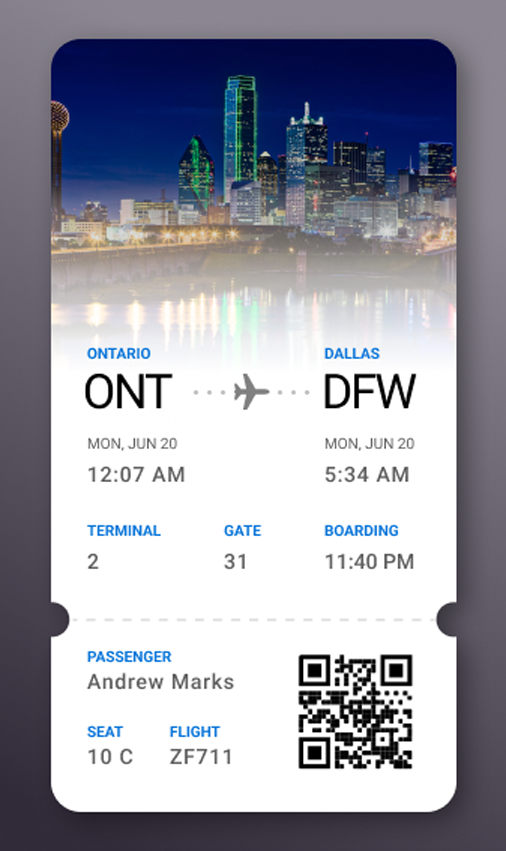 ONTARIO DALLAS
ONT DFW
MON, JUN 20 MON, JUN 20
12:07 AM 5:34 AM
TERMINAL GATE BOARDING
2 31 11:40 PM
PASSENGER
Andrew Marks
SEAT FLIGHT
10 C ZF711